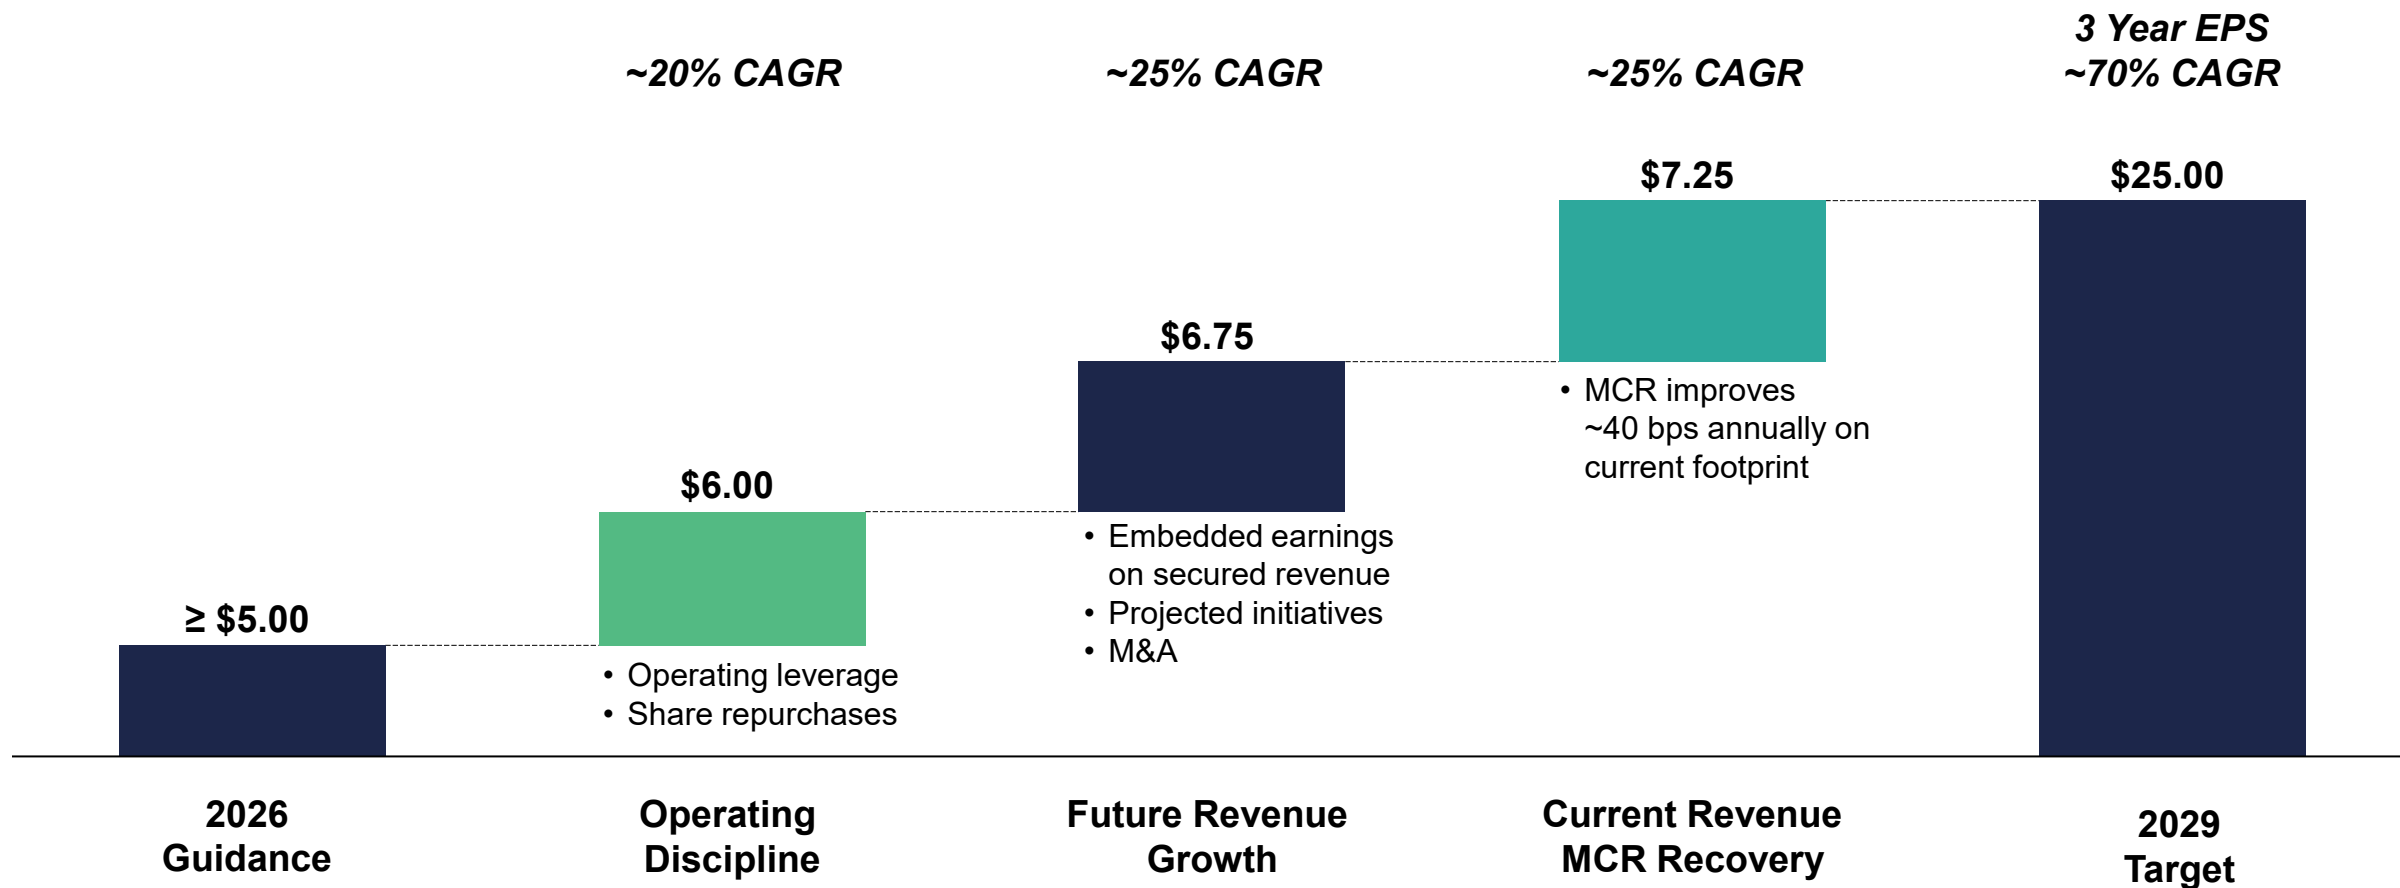 ~20% CAGR
~25% CAGR
~25% CAGR
3 Year EPS
~70% CAGR
≥ $5.00
$6.00
$6.75
$7.25
$25.00
• Operating leverage
• Share repurchases
• Embedded earnings
on secured revenue
• Projected initiatives
• M&A
• MCR improves
~40 bps annually on
current footprint
2026
Guidance
Operating
Discipline
Future Revenue
Growth
Current Revenue
MCR Recovery
2029
Target